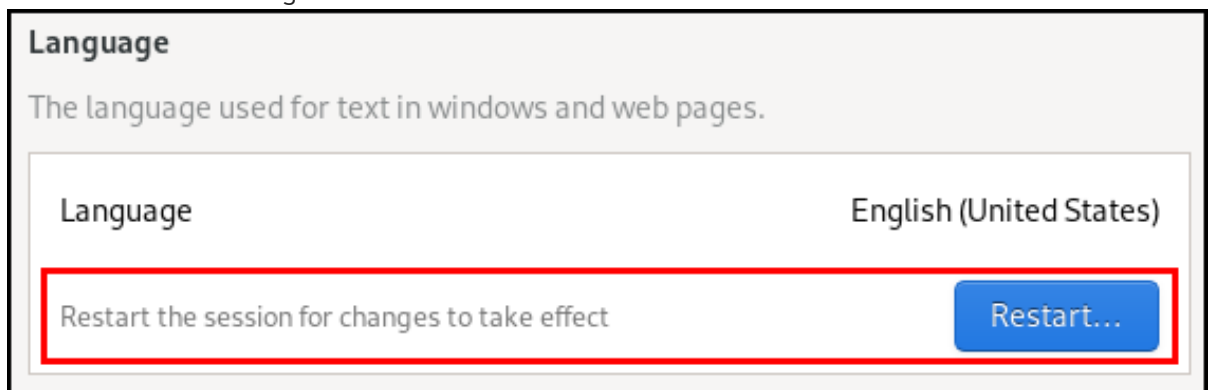 Language
The language used for text in windows and web pages.
Language English (United States)
Restart the session for changes to take effect Restart...